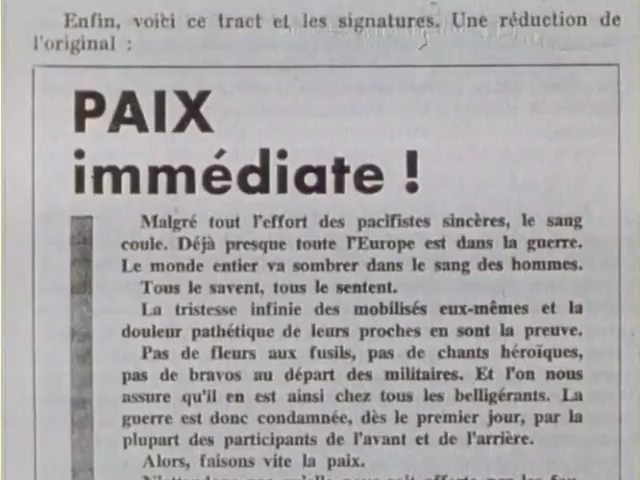 Enfin, voici ce tract et les signatures. Une réduction de
l'original :
PAIX
immédiate !
Malgré tout l'effort des pacifistes sincères, le sang
coule. Déjà presque toute l'Europe est dans la guerre.
Le monde entier va sombrer dans le sang des hommes.
Tous le savent, tous le sentent.
La tristesse infinie des mobilisés eux-mêmes et la
douleur pathétique de leurs proches en sont la preuve.
Pas de fleurs aux fusils, pas de chants héroïques,
pas de bravos au départ des militaires. Et l'on nous
assure qu'il en est ainsi chez tous les belligérants. La
guerre est donc condamnée, dès le premier jour, par la
plupart des participants de l'avant et de l'arrière.
Alors, faisons vite la paix.